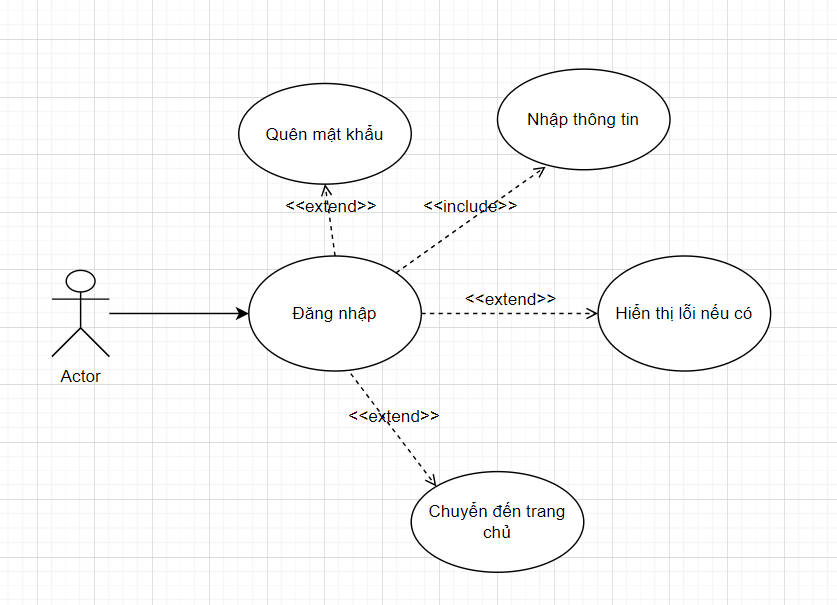 Quên mật khẩu
Nhập thông tin
<<extend>>
<<include>>
<<extend>>
Đăng nhập
Hiển thị lỗi nếu có
Actor
<<extend>>
Chuyển đến trang
chủ